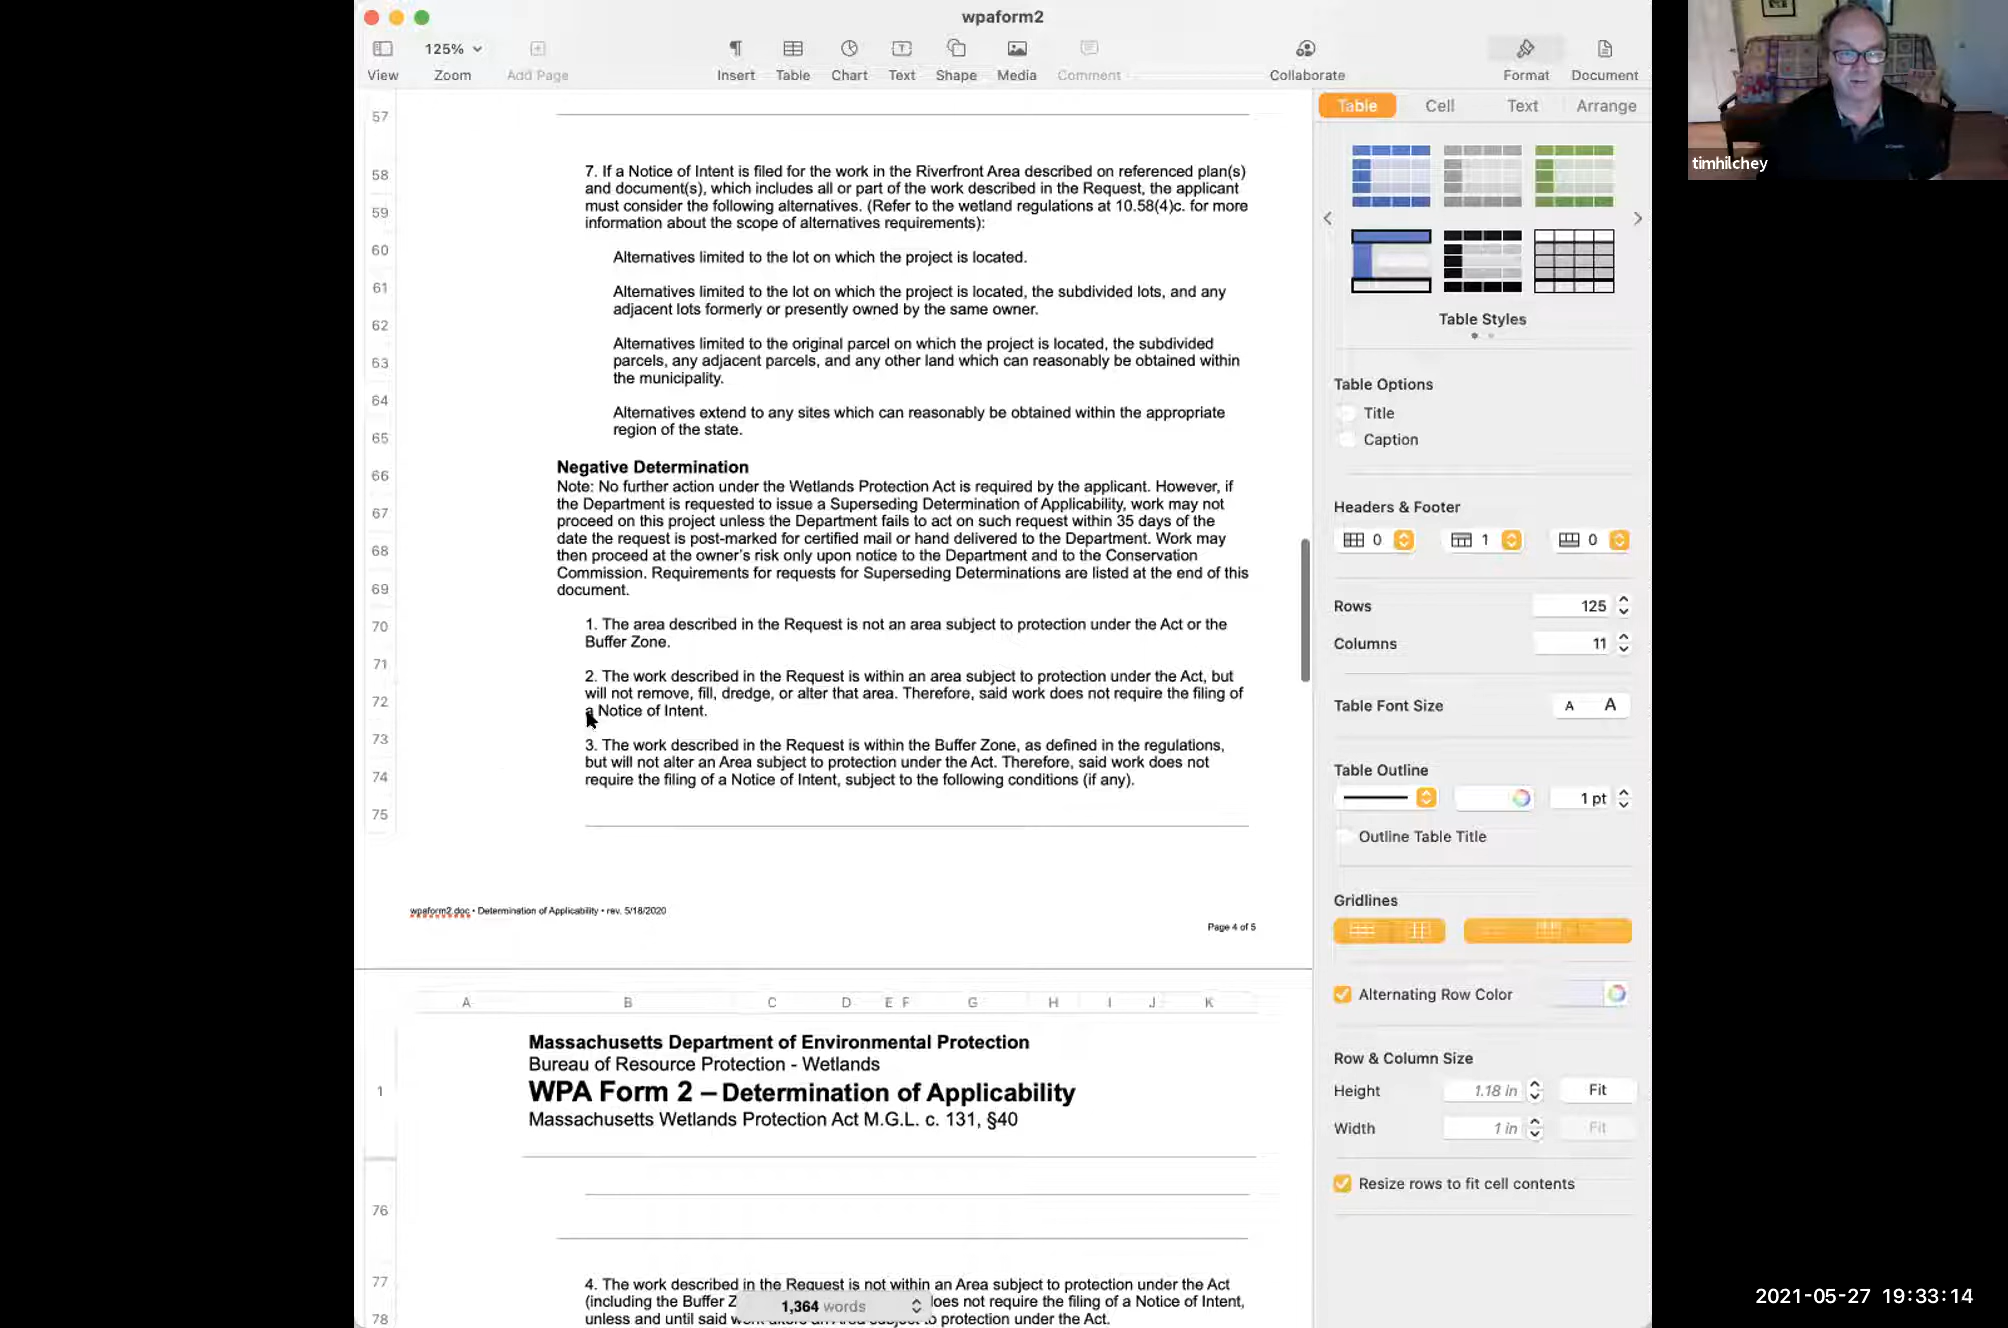 wpaform2
125%
View
Zoom
Add Page
Insert
Table
Chart
Text
Shape
Media
Comment
Collaborate
Format
Document
Table
Cell
Text
Arrange
timhilchey
57
58
59
60
61
62
63
64
65
66
67
68
69
70
71
72
73
74
75
7. If a Notice of Intent is filed for the work in the Riverfront Area described on referenced plan(s)
and document(s), which includes all or part of the work described in the Request, the applicant
must consider the following alternatives. (Refer to the wetland regulations at 10.58(4)c. for more
information about the scope of alternatives requirements):
Alternatives limited to the lot on which the project is located.
Alternatives limited to the lot on which the project is located, the subdivided lots, and any
adjacent lots formerly or presently owned by the same owner.
Alternatives limited to the original parcel on which the project is located, the subdivided
parcels, any adjacent parcels, and any other land which can reasonably be obtained within
the municipality.
Alternatives extend to any sites which can reasonably be obtained within the appropriate
region of the state.
Negative Determination
Note: No further action under the Wetlands Protection Act is required by the applicant. However, if
the Department is requested to issue a Superseding Determination of Applicability, work may not
proceed on this project unless the Department fails to act on such request within 35 days of the
date the request is post-marked for certified mail or hand delivered to the Department. Work may
then proceed at the owner's risk only upon notice to the Department and to the Conservation
Commission. Requirements for requests for Superseding Determinations are listed at the end of this
document.
1. The area described in the Request is not an area subject to protection under the Act or the
Buffer Zone.
2. The work described in the Request is within an area subject to protection under the Act, but
will not remove, fill, dredge, or alter that area. Therefore, said work does not require the filing of
a Notice of Intent.
3. The work described in the Request is within the Buffer Zone, as defined in the regulations,
but will not alter an Area subject to protection under the Act. Therefore, said work does not
require the filing of a Notice of Intent, subject to the following conditions (if any).
wpaform2.doc • Determination of Applicability • rev. 5/18/2020
Page 4 of 5
A B C D E F G H I J K
1
Massachusetts Department of Environmental Protection
Bureau of Resource Protection - Wetlands
WPA Form 2 – Determination of Applicability
Massachusetts Wetlands Protection Act M.G.L. c. 131, §40
76
77
78
4. The work described in the Request is not within an Area subject to protection under the Act
(including the Buffer Z does not require the filing of a Notice of Intent,
unless and until said protection under the Act.
1,364 words
Table Styles
Table Options
Title
Caption
Headers & Footer
0
1
0
Rows 125
Columns 11
Table Font Size A A
Table Outline
1 pt
Outline Table Title
Gridlines
Alternating Row Color
Row & Column Size
Height 1.18 in Fit
Width 1 in Fit
Resize rows to fit cell contents
2021-05-27 19:33:14